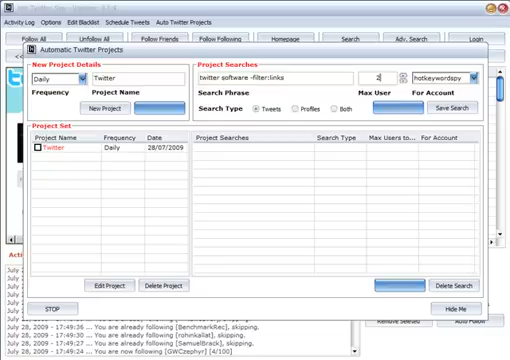 Activity Log Options Edit Blacklist Schedule Tweets Auto Twitter Projects
Follow All Unfollow All Follow Friends Follow Following Homepage Search Adv. Search Login
Automatic Twitter Projects
New Project Details
Project Searches
Daily Twitter
twitter software -filter:links 2 hotkeywordspy
Frequency Project Name
Search Phrase Max User For Account
New Project
Search Type Tweets Profiles Both Save Search
Project Set
Project Name Frequency Date
Project Searches Search Type Max Users to... For Account
Twitter Daily 28/07/2009
Edit Project Delete Project
Delete Search
STOP Hide Me
Remove Selected Auto Follow
July 28, 2009 - 17:49:36 ... You are already following [BenchmarkRec], skipping.
July 28, 2009 - 17:49:30 ... You are already following [rohnkallat], skipping.
July 28, 2009 - 17:49:27 ... You are already following [SamuelBrack], skipping.
July 28, 2009 - 17:49:24 ... You are now following [GWCzephyr] [4/100]